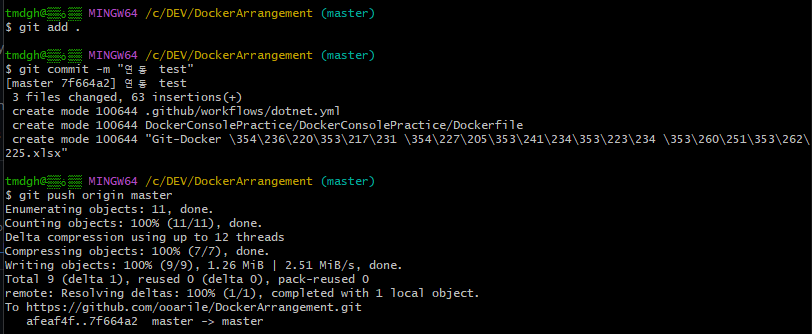 tmdgh@▒▒o▒▒ MINGW64 /c/DEV/DockerArrangement (master)
$ git add .
tmdgh@▒▒o▒▒ MINGW64 /c/DEV/DockerArrangement (master)
$ git commit -m "연동 test"
[master 7f664a2] 연동 test
 3 files changed, 63 insertions(+)
 create mode 100644 .github/workflows/dotnet.yml
 create mode 100644 DockerConsolePractice/DockerConsolePractice/Dockerfile
 create mode 100644 "Git-Docker \354\236\220\353\217\231 \354\227\205\353\241\234\353\223\234 \353\260\251\353\262\
225.xlsx"
tmdgh@▒▒o▒▒ MINGW64 /c/DEV/DockerArrangement (master)
$ git push origin master
Enumerating objects: 11, done.
Counting objects: 100% (11/11), done.
Delta compression using up to 12 threads
Compressing objects: 100% (7/7), done.
Writing objects: 100% (9/9), 1.26 MiB | 2.51 MiB/s, done.
Total 9 (delta 1), reused 0 (delta 0), pack-reused 0
remote: Resolving deltas: 100% (1/1), completed with 1 local object.
To https://github.com/ooarile/DockerArrangement.git
   afeaf4f..7f664a2  master -> master